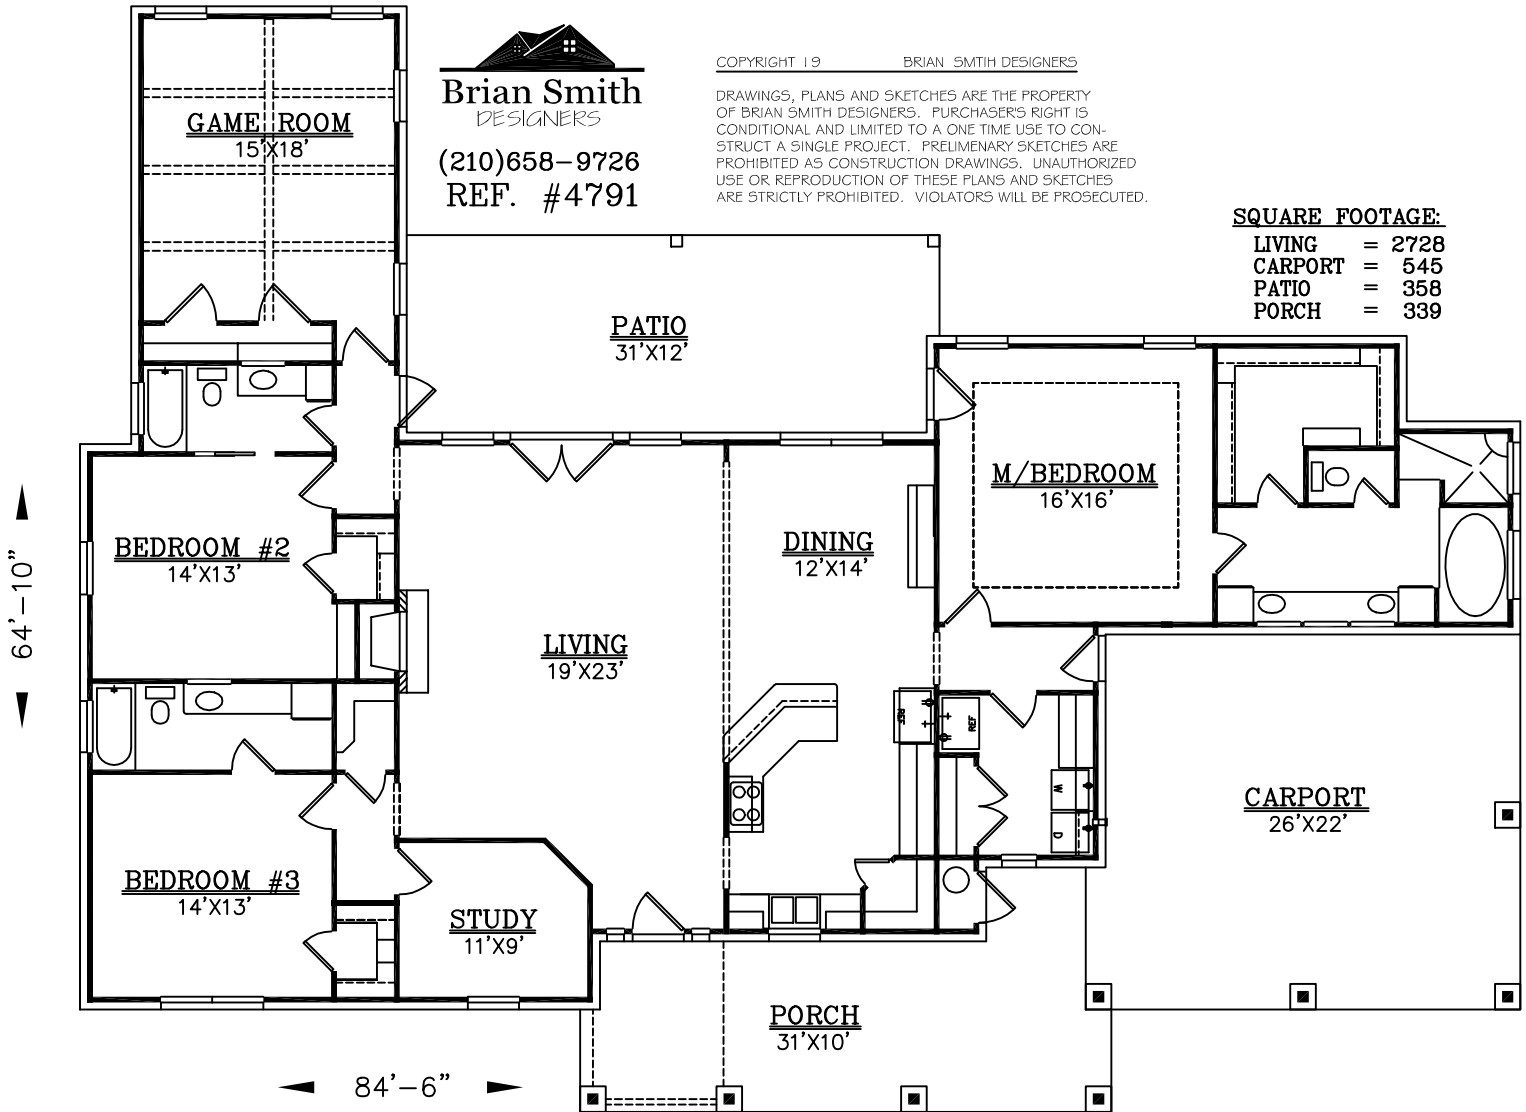 Brian Smith
DESIGNERS
(210)658-9726
REF. #4791
COPYRIGHT 19 BRIAN SMTIH DESIGNERS
DRAWINGS, PLANS AND SKETCHES ARE THE PROPERTY
OF BRIAN SMITH DESIGNERS. PURCHASER'S RIGHT IS
CONDITIONAL AND LIMITED TO A ONE TIME USE TO CON-
STRUCT A SINGLE PROJECT. PRELIMENARY SKETCHES ARE
PROHIBITED AS CONSTRUCTION DRAWINGS. UNAUTHORIZED
USE OR REPRODUCTION OF THESE PLANS AND SKETCHES
ARE STRICTLY PROHIBITED. VIOLATORS WILL BE PROSECUTED.
SQUARE FOOTAGE:
LIVING = 2728
CARPORT = 545
PATIO = 358
PORCH = 339
GAME ROOM
15'X18'
PATIO
31'X12'
M/BEDROOM
16'X16'
BEDROOM #2
14'X13'
DINING
12'X14'
LIVING
19'X23'
REF
REF
W
D
CARPORT
26'X22'
BEDROOM #3
14'X13'
STUDY
11'X9'
PORCH
31'X10'
64'-10"
84'-6"